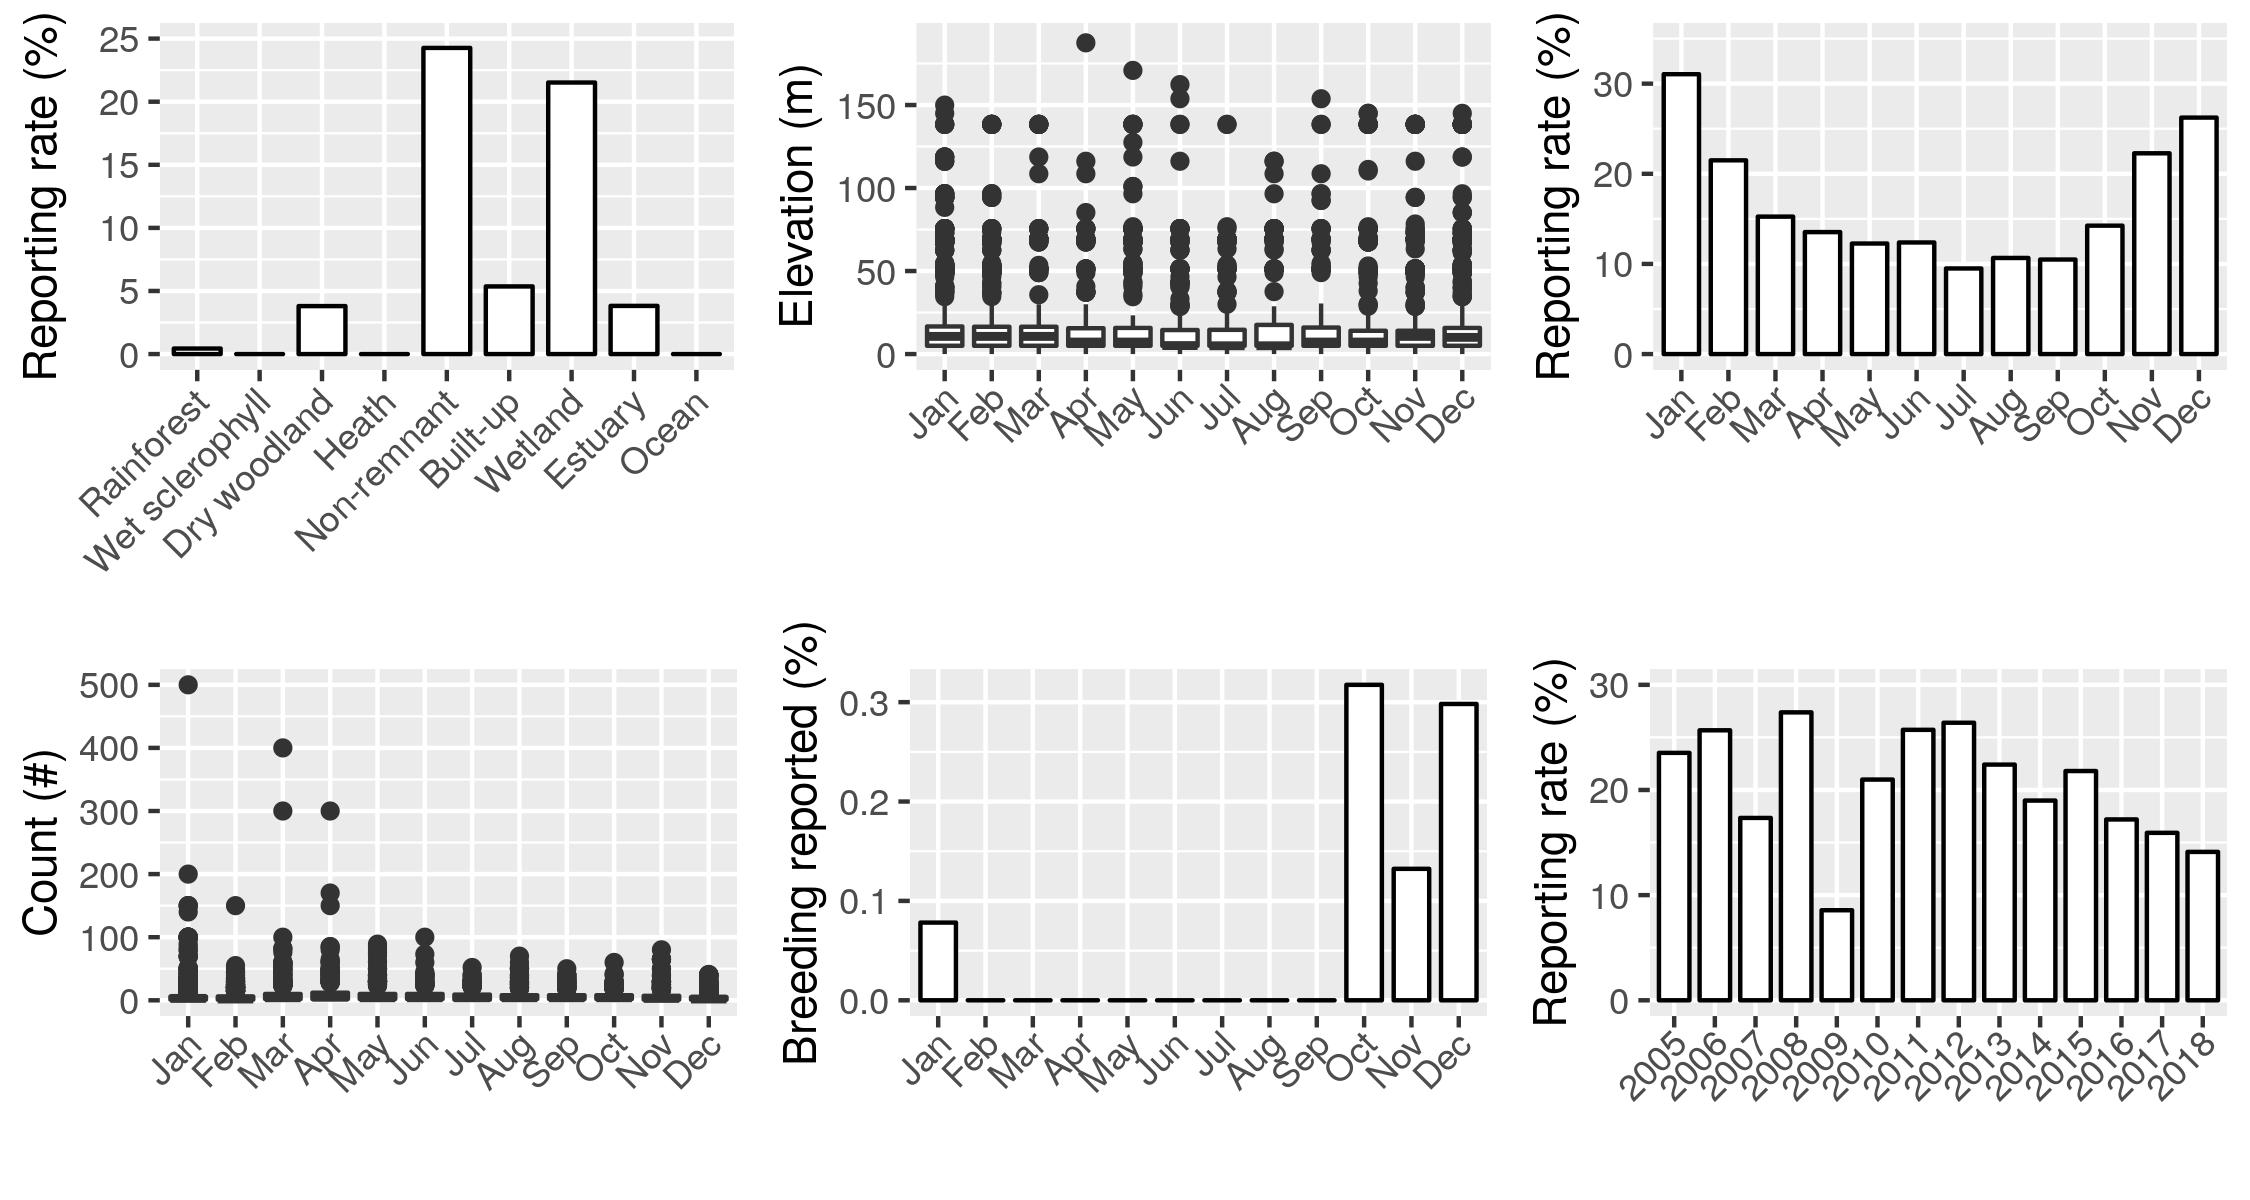 Reporting rate (%)
25
20
15
10
5
0
Rainforest
Wet sclerophyll
Dry woodland
Heath
Non-remnant
Built-up
Wetland
Estuary
Ocean
Elevation (m)
150
100
50
0
Jan
Feb
Mar
Apr
May
Jun
Jul
Aug
Sep
Oct
Nov
Dec
Reporting rate (%)
30
20
10
0
Jan
Feb
Mar
Apr
May
Jun
Jul
Aug
Sep
Oct
Nov
Dec
Count (#)
500
400
300
200
100
0
Jan
Feb
Mar
Apr
May
Jun
Jul
Aug
Sep
Oct
Nov
Dec
Breeding reported (%)
0.3
0.2
0.1
0.0
Jan
Feb
Mar
Apr
May
Jun
Jul
Aug
Sep
Oct
Nov
Dec
Reporting rate (%)
30
20
10
0
2005
2006
2007
2008
2009
2010
2011
2012
2013
2014
2015
2016
2017
2018